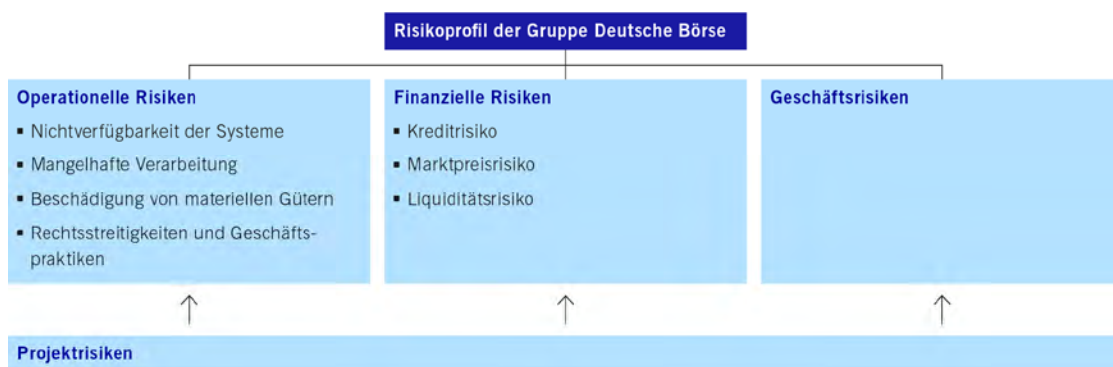 Risikoprofil der Gruppe Deutsche Börse
Operationelle Risiken
▪ Nichtverfügbarkeit der Systeme
▪ Mangelhafte Verarbeitung
▪ Beschädigung von materiellen Gütern
▪ Rechtsstreitigkeiten und Geschäfts-
praktiken
Finanzielle Risiken
▪ Kreditrisiko
▪ Marktpreisrisiko
▪ Liquiditätsrisiko
Geschäftsrisiken
Projektrisiken